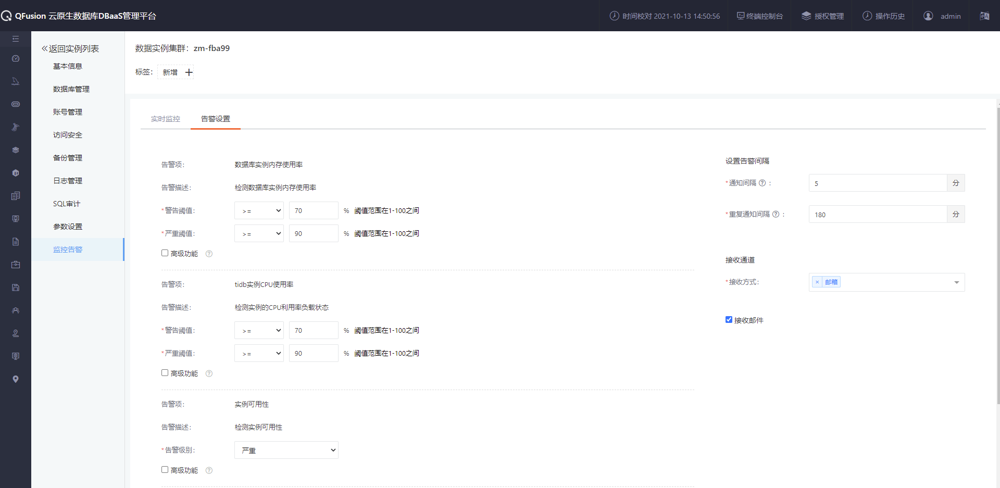 QFusion 云原生数据库DBaaS管理平台
时间校对 2021-10-13 14:50:56
终端控制台
授权管理
操作历史
admin
返回实例列表
基本信息
数据库管理
账号管理
访问安全
备份管理
日志管理
SQL审计
参数设置
监控告警
数据实例集群： zm-fba99
标签： 新增
实时监控 告警设置
告警项： 数据库实例内存使用率
告警描述： 检测数据库实例内存使用率
*警告阈值： >= 70 % 阈值范围在1-100之间
*严重阈值： >= 90 % 阈值范围在1-100之间
高级功能
告警项： tidb实例CPU使用率
告警描述： 检测实例的CPU利用率负载状态
*警告阈值： >= 70 % 阈值范围在1-100之间
*严重阈值： >= 90 % 阈值范围在1-100之间
高级功能
告警项： 实例可用性
告警描述： 检测实例可用性
*告警级别： 严重
高级功能
设置告警间隔
*通知间隔 ： 5 分
*重复通知间隔 ： 180 分
接收通道
*接收方式： × 邮箱
接收邮件